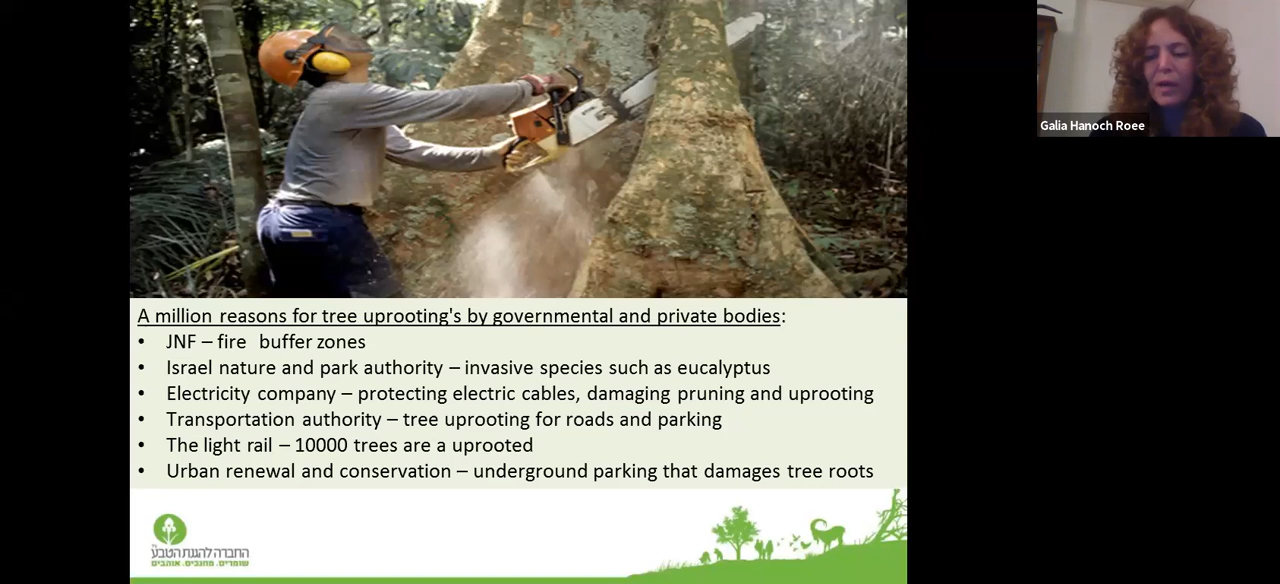 Galia Hanoch Roee
A million reasons for tree uprooting's by governmental and private bodies:
• JNF – fire buffer zones
• Israel nature and park authority – invasive species such as eucalyptus
• Electricity company – protecting electric cables, damaging pruning and uprooting
• Transportation authority – tree uprooting for roads and parking
• The light rail – 10000 trees are a uprooted
• Urban renewal and conservation – underground parking that damages tree roots
החברה להגנת הטבע
שומרים. מחנכים. אוהבים